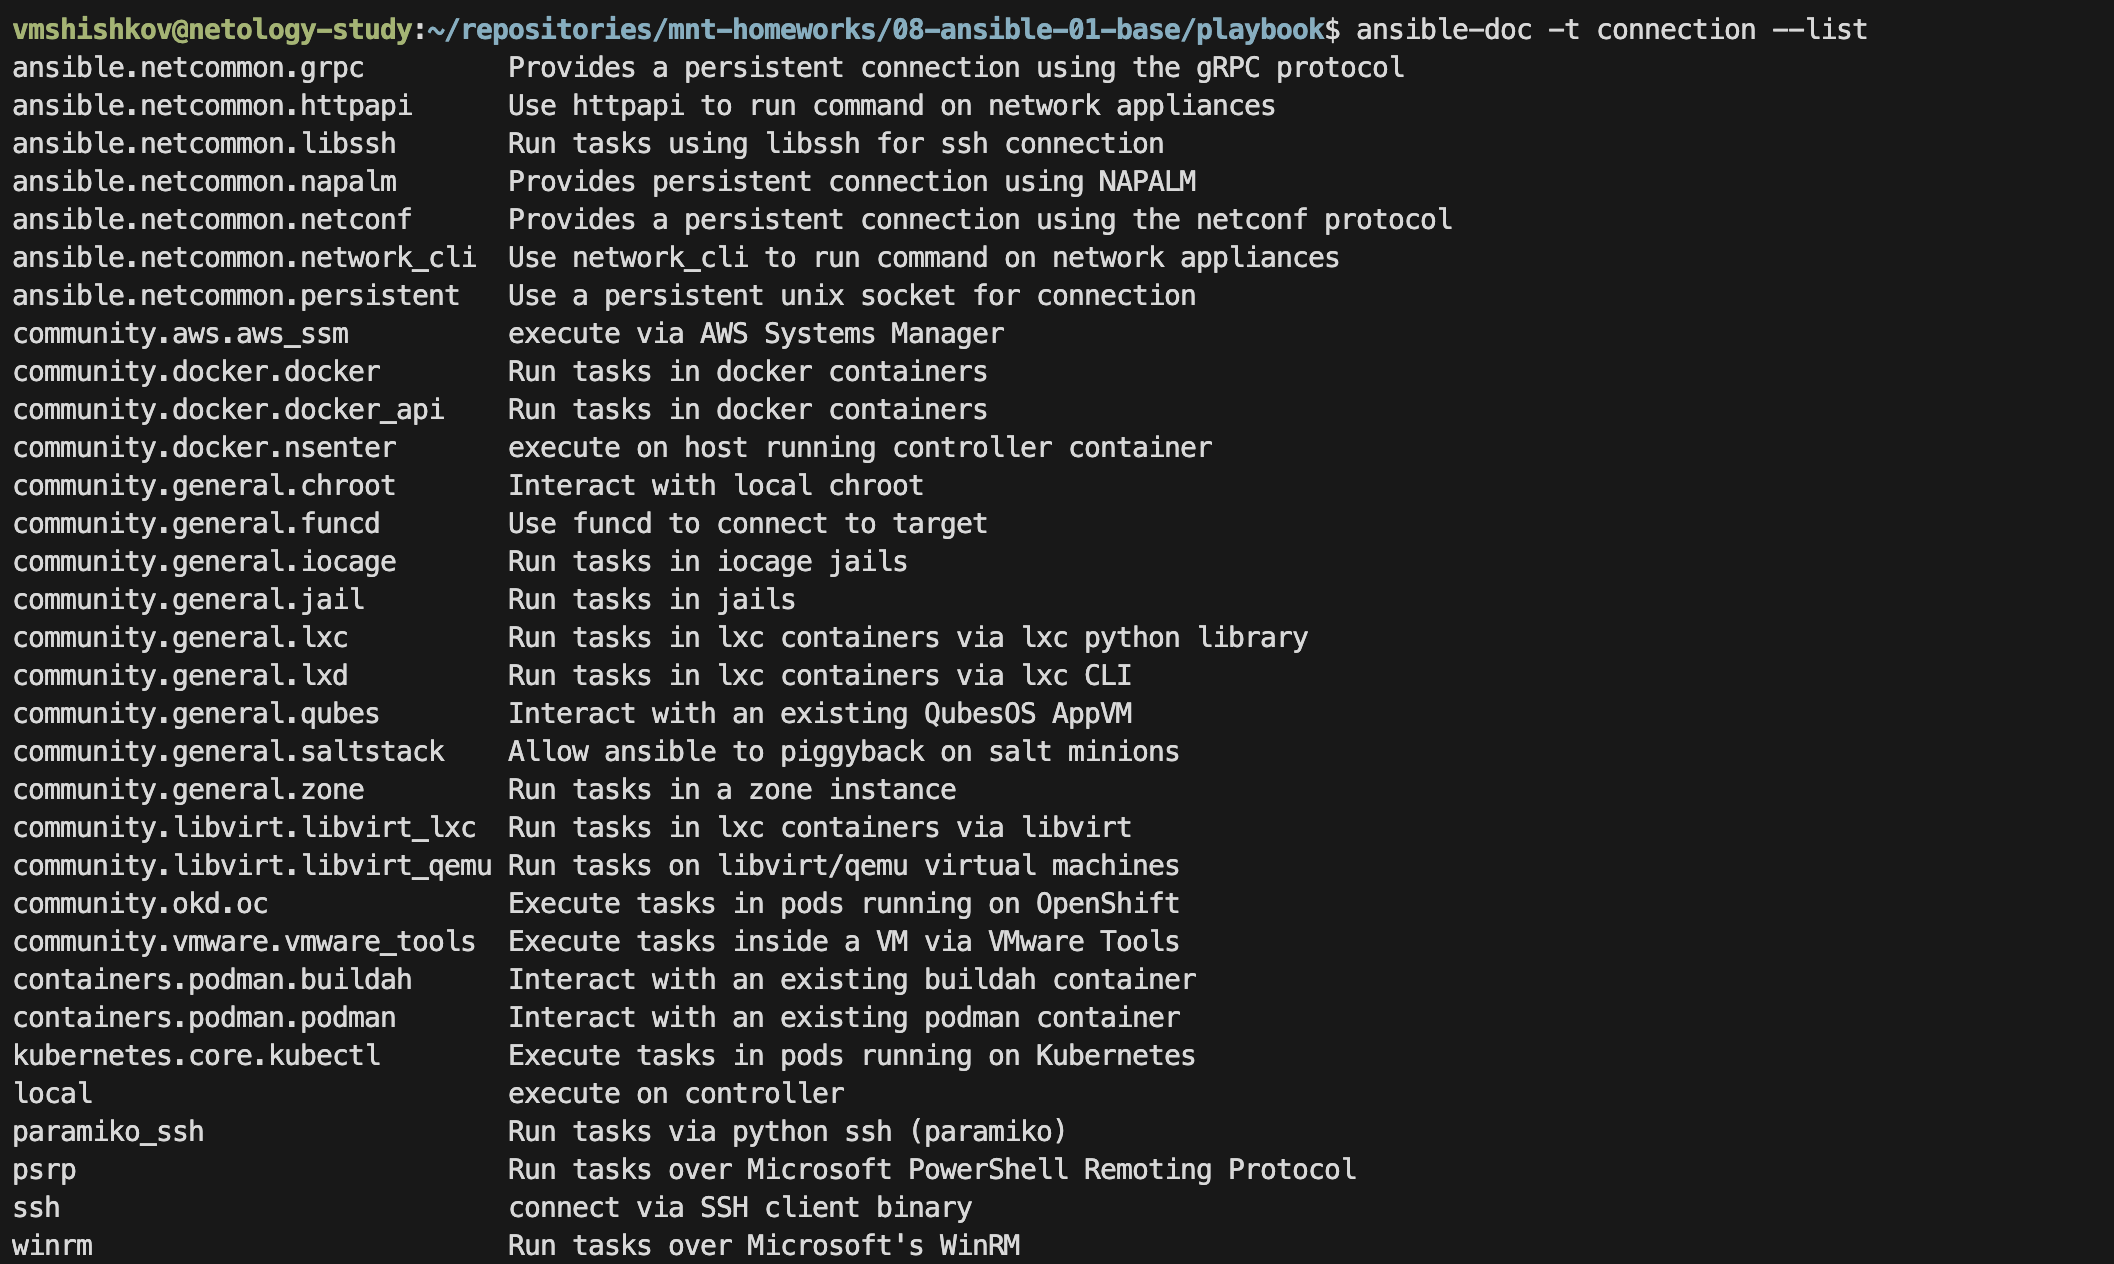 vmshishkov@netology-study:~/repositories/mnt-homeworks/08-ansible-01-base/playbook$ ansible-doc -t connection --list
ansible.netcommon.grpc Provides a persistent connection using the gRPC protocol
ansible.netcommon.httpapi Use httpapi to run command on network appliances
ansible.netcommon.libssh Run tasks using libssh for ssh connection
ansible.netcommon.napalm Provides persistent connection using NAPALM
ansible.netcommon.netconf Provides a persistent connection using the netconf protocol
ansible.netcommon.network_cli Use network_cli to run command on network appliances
ansible.netcommon.persistent Use a persistent unix socket for connection
community.aws.aws_ssm execute via AWS Systems Manager
community.docker.docker Run tasks in docker containers
community.docker.docker_api Run tasks in docker containers
community.docker.nsenter execute on host running controller container
community.general.chroot Interact with local chroot
community.general.funcd Use funcd to connect to target
community.general.iocage Run tasks in iocage jails
community.general.jail Run tasks in jails
community.general.lxc Run tasks in lxc containers via lxc python library
community.general.lxd Run tasks in lxc containers via lxc CLI
community.general.qubes Interact with an existing QubesOS AppVM
community.general.saltstack Allow ansible to piggyback on salt minions
community.general.zone Run tasks in a zone instance
community.libvirt.libvirt_lxc Run tasks in lxc containers via libvirt
community.libvirt.libvirt_qemu Run tasks on libvirt/qemu virtual machines
community.okd.oc Execute tasks in pods running on OpenShift
community.vmware.vmware_tools Execute tasks inside a VM via VMware Tools
containers.podman.buildah Interact with an existing buildah container
containers.podman.podman Interact with an existing podman container
kubernetes.core.kubectl Execute tasks in pods running on Kubernetes
local execute on controller
paramiko_ssh Run tasks via python ssh (paramiko)
psrp Run tasks over Microsoft PowerShell Remoting Protocol
ssh connect via SSH client binary
winrm Run tasks over Microsoft's WinRM